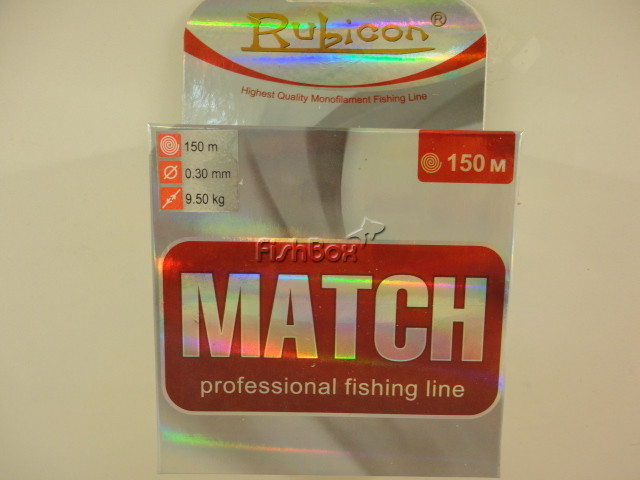 Rubicon®
Highest Quality Monofilament Fishing Line
150 m
0.30 mm
9.50 kg
150 м
FishBox
MATCH
professional fishing line